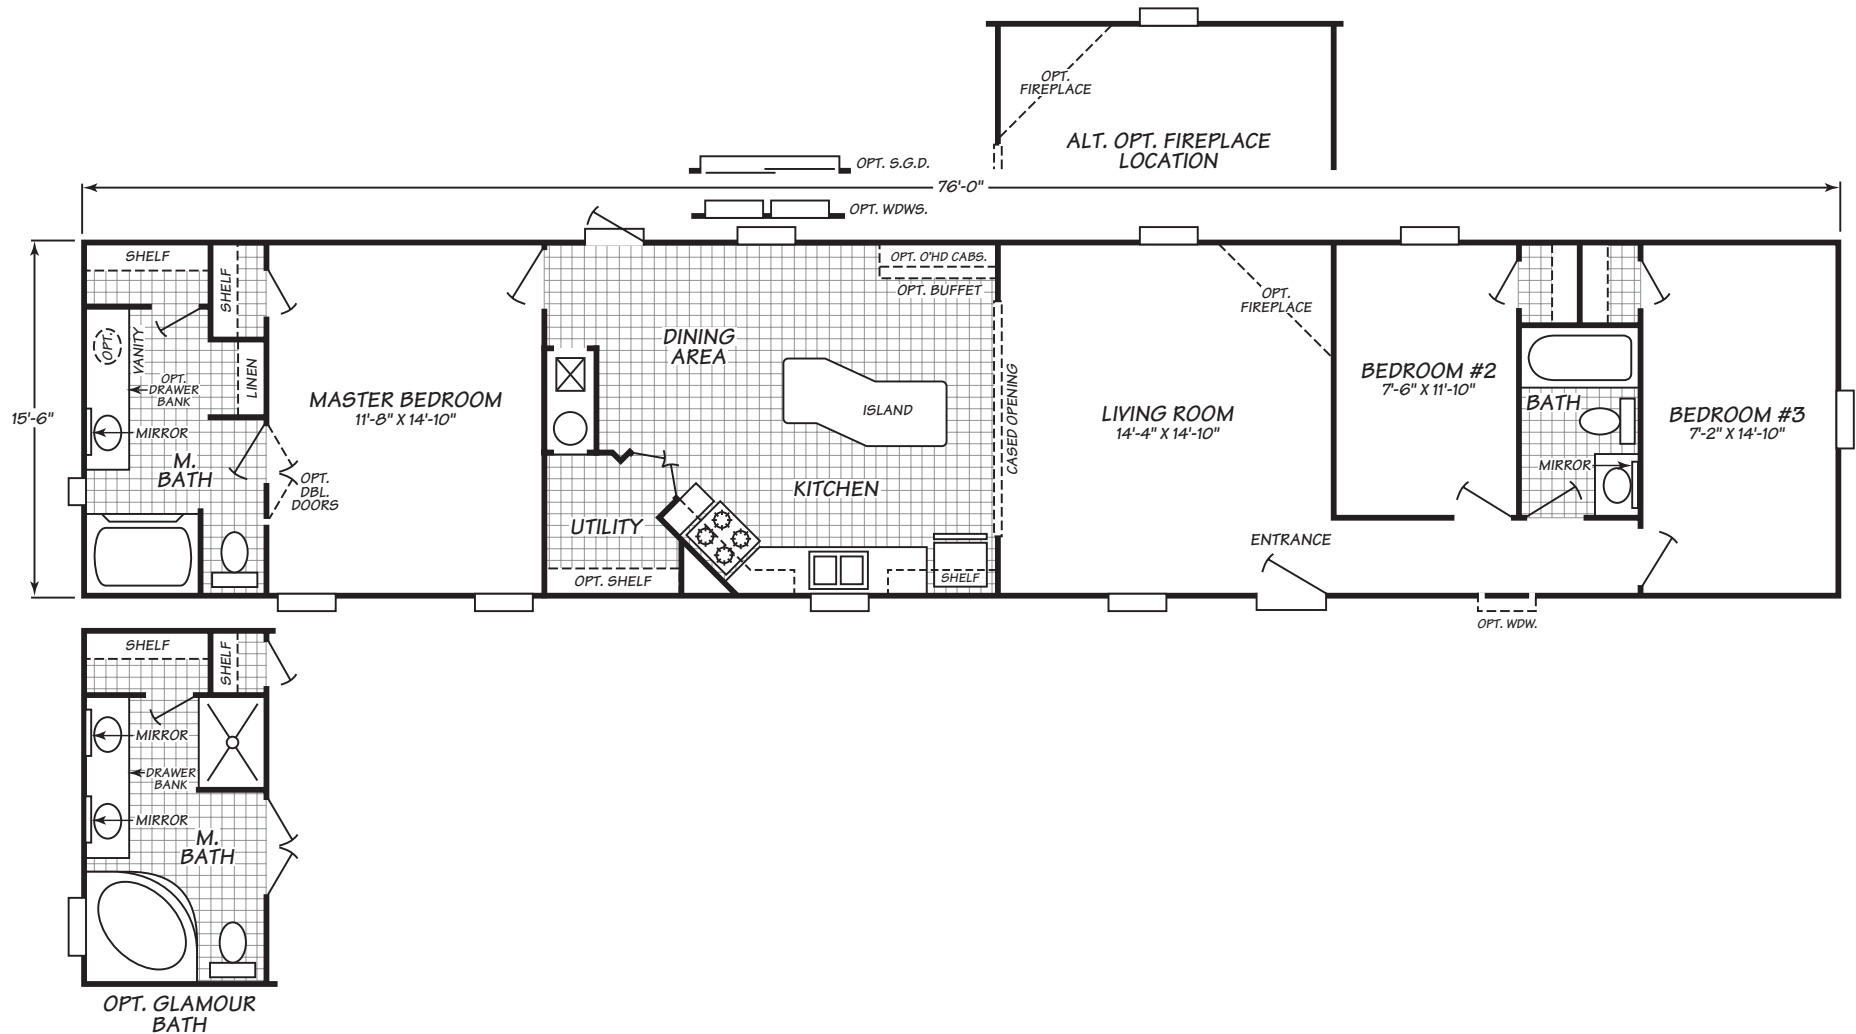 OPT.
FIREPLACE
ALT. OPT. FIREPLACE
LOCATION
OPT. S.G.D.
76'-0"
OPT. WDWS.
15'-6"
SHELF
SHELF
OPT.
VANITY
OPT.
DRAWER
BANK
LINEN
MIRROR
M.
BATH
OPT.
DBL.
DOORS
MASTER BEDROOM
11'-8" X 14'-10"
OPT. O'HD CABS.
OPT. BUFFET
DINING
AREA
ISLAND
KITCHEN
CASED OPENING
UTILITY
OPT. SHELF
SHELF
OPT.
FIREPLACE
LIVING ROOM
14'-4" X 14'-10"
ENTRANCE
BEDROOM #2
7'-6" X 11'-10"
BATH
MIRROR
BEDROOM #3
7'-2" X 14'-10"
OPT. WDW.
SHELF
SHELF
MIRROR
DRAWER
BANK
MIRROR
M.
BATH
OPT. GLAMOUR
BATH